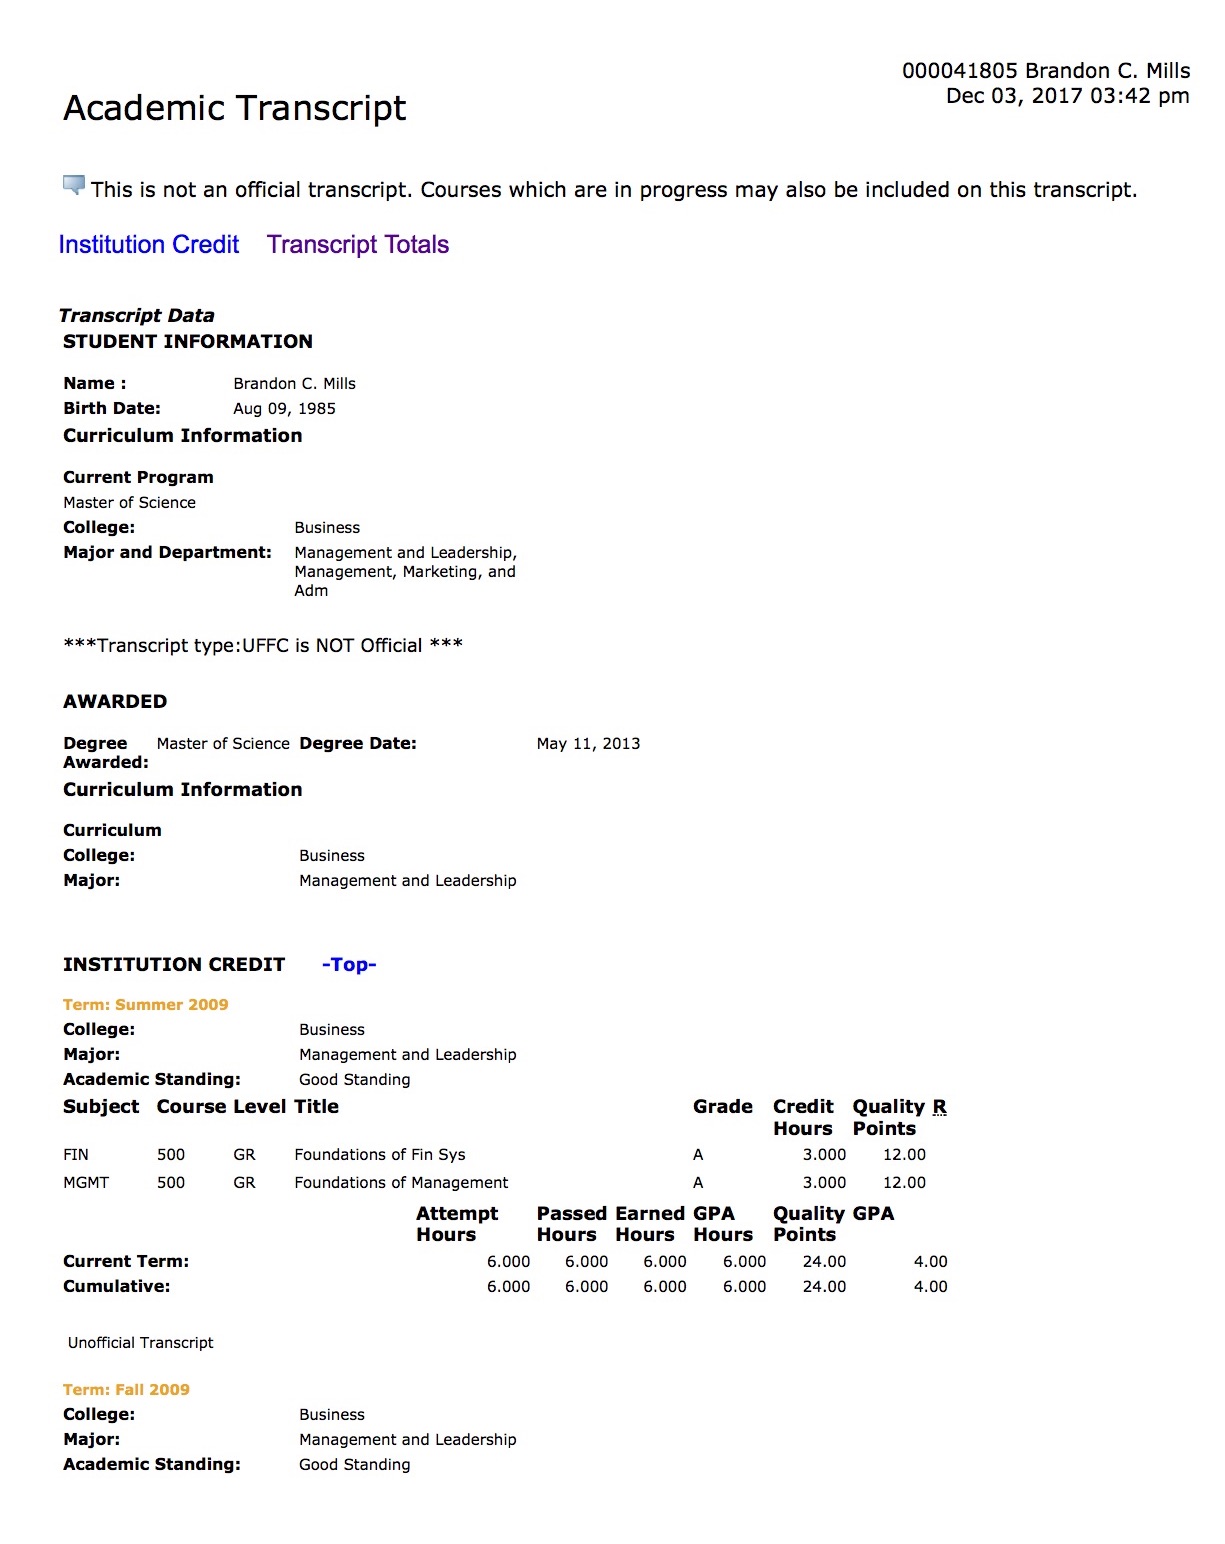 000041805 Brandon C. Mills
Dec 03, 2017 03:42 pm
Academic Transcript
This is not an official transcript. Courses which are in progress may also be included on this transcript.
Institution Credit Transcript Totals
Transcript Data
STUDENT INFORMATION
Name : Brandon C. Mills
Birth Date: Aug 09, 1985
Curriculum Information
Current Program
Master of Science
College: Business
Major and Department: Management and Leadership,
Management, Marketing, and
Adm
***Transcript type:UFFC is NOT Official ***
AWARDED
Degree Master of Science Degree Date: May 11, 2013
Awarded:
Curriculum Information
Curriculum
College: Business
Major: Management and Leadership
INSTITUTION CREDIT -Top-
Term: Summer 2009
College: Business
Major: Management and Leadership
Academic Standing: Good Standing
Subject Course Level Title Grade Credit Quality R
Hours Points
FIN 500 GR Foundations of Fin Sys A 3.000 12.00
MGMT 500 GR Foundations of Management A 3.000 12.00
Attempt Passed Earned GPA Quality GPA
Hours Hours Hours Hours Points
Current Term: 6.000 6.000 6.000 6.000 24.00 4.00
Cumulative: 6.000 6.000 6.000 6.000 24.00 4.00
Unofficial Transcript
Term: Fall 2009
College: Business
Major: Management and Leadership
Academic Standing: Good Standing